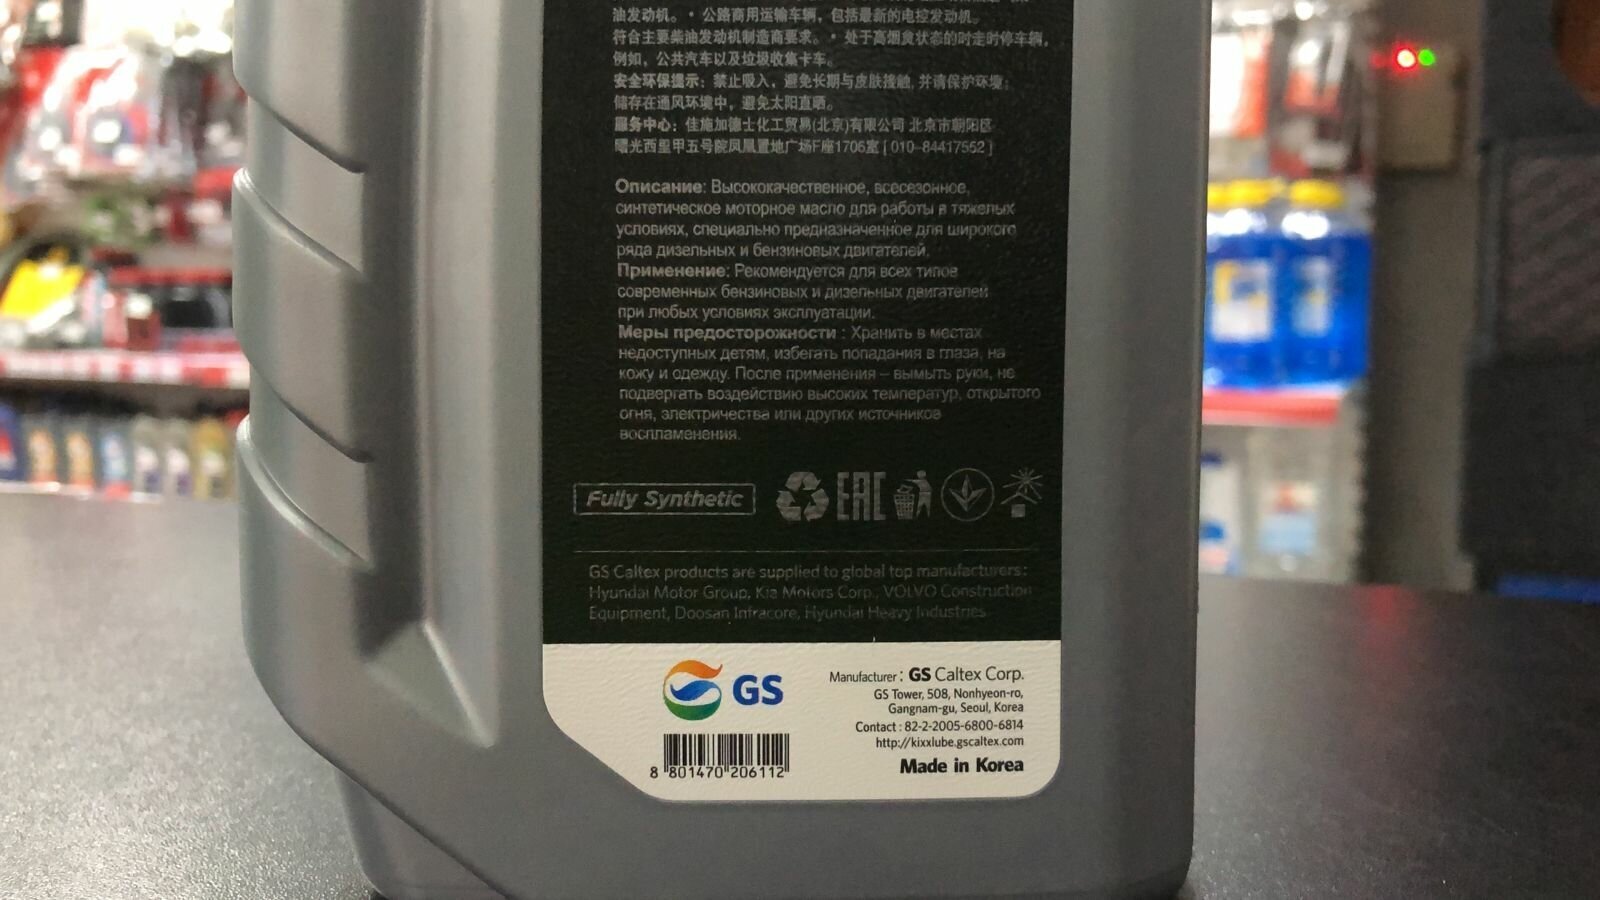 油发动机。 • 公路商用运输车辆，包括最新的电控发动机。
符合主要柴油发动机制造商要求。 • 处于高烟炱状态的时走时停车辆，
例如，公共汽车以及垃圾收集卡车。
安全环保提示：禁止吸入，避免长期与皮肤接触, 并请保护环境；
储存在通风环境中，避免太阳直晒。
服务中心：佳施加德士化工贸易(北京)有限公司 北京市朝阳区
曙光西里甲五号院凤凰置地广场F座1706室 [ 010-84417552 ]
Описание: Высококачественное, всесезонное,
синтетическое моторное масло для работы в тяжелых
условиях, специально предназначенное для широкого
ряда дизельных и бензиновых двигателей.
Применение: Рекомендуется для всех типов
современных бензиновых и дизельных двигателей
при любых условиях эксплуатации.
Меры предосторожности : Хранить в местах
недоступных детям, избегать попадания в глаза, на
кожу и одежду. После применения – вымыть руки, не
подвергать воздействию высоких температур, открытого
огня, электричества или других источников
воспламенения.
Fully Synthetic
EAC
GS Caltex products are supplied to global top manufacturers:
Hyundai Motor Group, Kia Motors Corp., VOLVO Construction
Equipment, Doosan Infracore, Hyundai Heavy Industries
GS
Manufacturer : GS Caltex Corp.
GS Tower, 508, Nonhyeon-ro,
Gangnam-gu, Seoul, Korea
Contact : 82-2-2005-6800-6814
http://kixxlube.gscaltex.com
Made in Korea
8 801470 206112